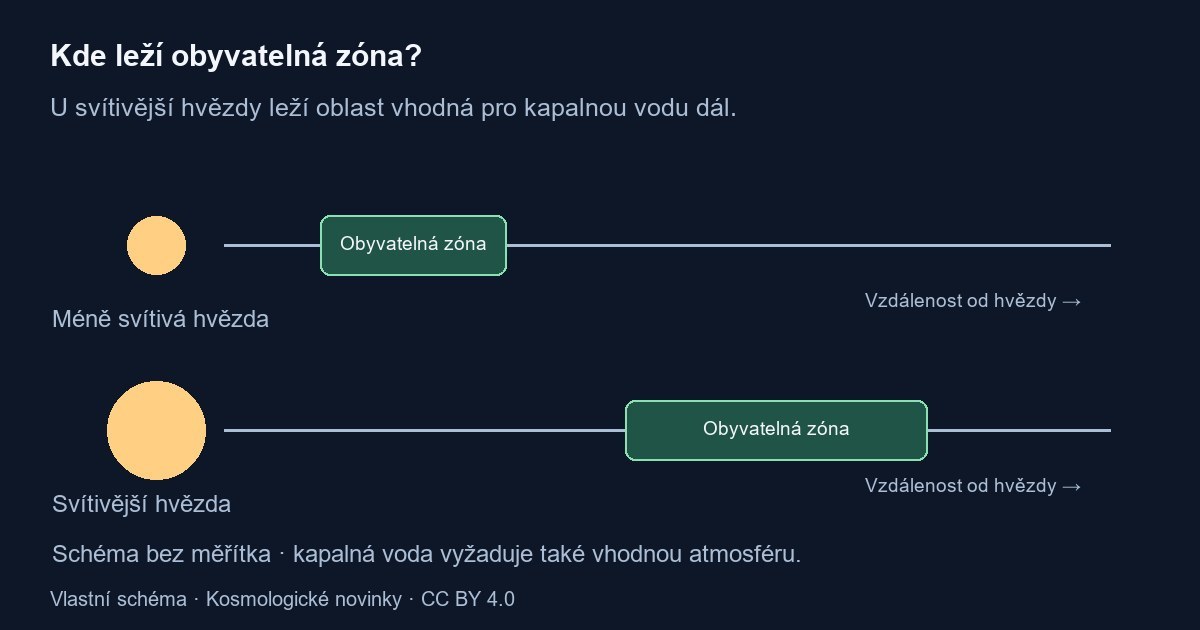 Kde leží obyvatelná zóna?
U svítivější hvězdy leží oblast vhodná pro kapalnou vodu dál.
Obyvatelná zóna
Vzdálenost od hvězdy →
Méně svítivá hvězda
Obyvatelná zóna
Vzdálenost od hvězdy →
Svítivější hvězda
Schéma bez měřítka · kapalná voda vyžaduje také vhodnou atmosféru.
Vlastní schéma · Kosmologické novinky · CC BY 4.0